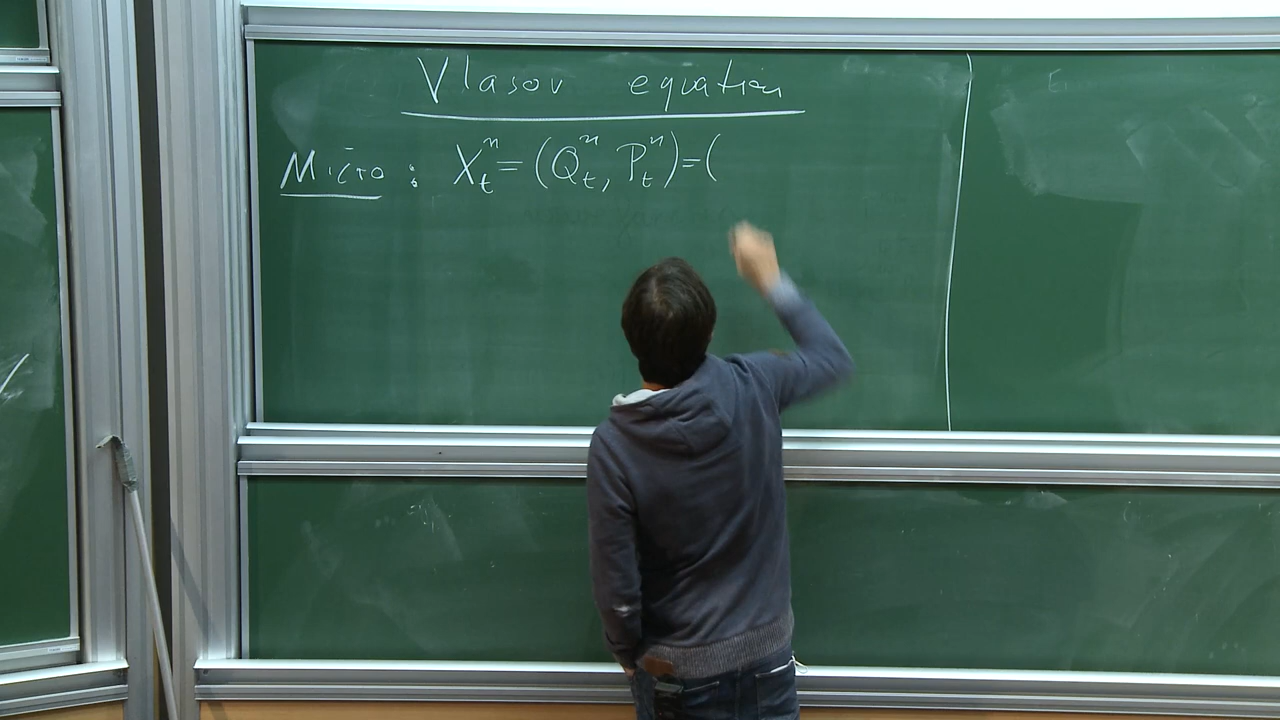 Vlasov equation
Micro : X_t^n = (Q_t^n, P_t^n) = (